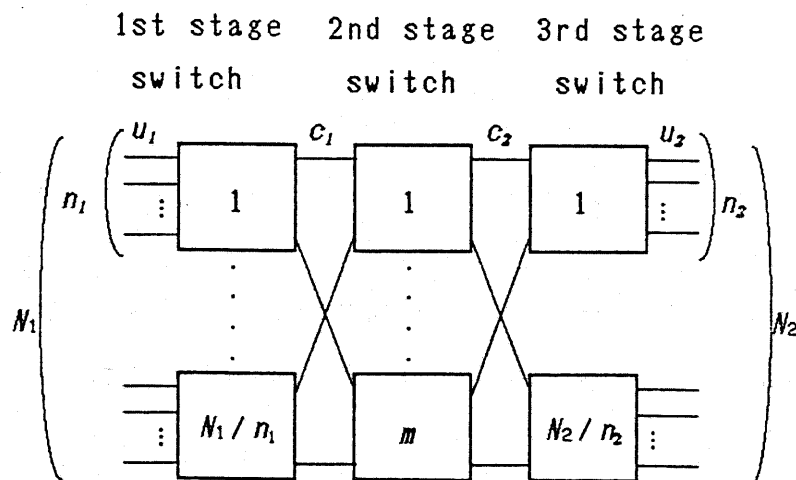 1st stage switch
2nd stage switch
3rd stage switch
u1
c1
c2
u2
n1
1
1
1
n2
N1
N2
N1 / n1
m
N2 / n2